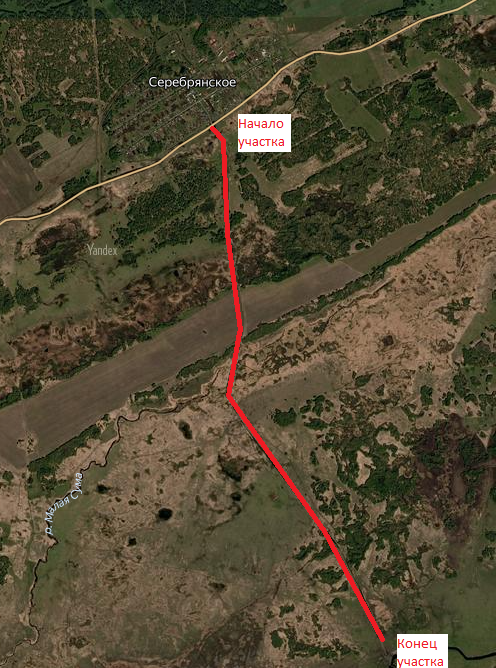 Серебрянское
Начало
участка
Yandex
р. Малая Сума
Конец
участка